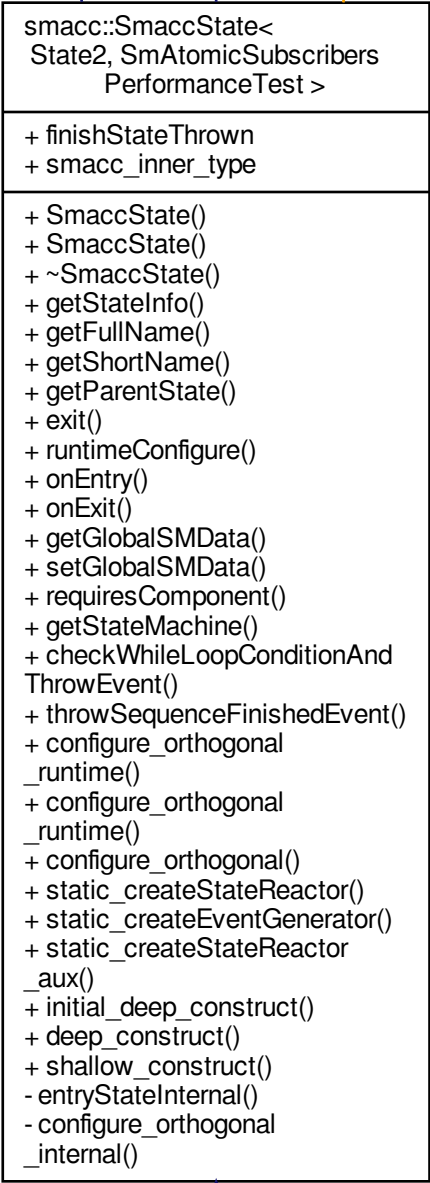 smacc::SmaccState<
State2, SmAtomicSubscribers
PerformanceTest >
+ finishStateThrown
+ smacc_inner_type
+ SmaccState()
+ SmaccState()
+ ~SmaccState()
+ getStateInfo()
+ getFullName()
+ getShortName()
+ getParentState()
+ exit()
+ runtimeConfigure()
+ onEntry()
+ onExit()
+ getGlobalSMData()
+ setGlobalSMData()
+ requiresComponent()
+ getStateMachine()
+ checkWhileLoopConditionAnd
ThrowEvent()
+ throwSequenceFinishedEvent()
+ configure_orthogonal
_runtime()
+ configure_orthogonal
_runtime()
+ configure_orthogonal()
+ static_createStateReactor()
+ static_createEventGenerator()
+ static_createStateReactor
_aux()
+ initial_deep_construct()
+ deep_construct()
+ shallow_construct()
- entryStateInternal()
- configure_orthogonal
_internal()